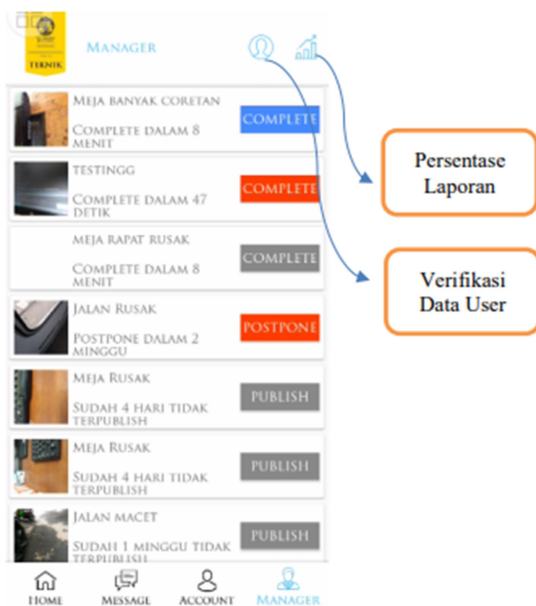 TEKNIK
MANAGER
MEJA BANYAK CORETAN
COMPLETE DALAM 8
MENIT
COMPLETE
TESTINGG
COMPLETE DALAM 47
DETIK
COMPLETE
MEJA RAPAT RUSAK
COMPLETE DALAM 8
MENIT
COMPLETE
JALAN RUSAK
POSTPONE DALAM 2
MINGGU
POSTPONE
MEJA RUSAK
SUDAH 4 HARI TIDAK
TERPUBLISH
PUBLISH
MEJA RUSAK
SUDAH 4 HARI TIDAK
TERPUBLISH
PUBLISH
JALAN MACET
SUDAH 1 MINGGU TIDAK
TERPUBLISH
PUBLISH
HOME
MESSAGE
ACCOUNT
MANAGER
Persentase
Laporan
Verifikasi
Data User